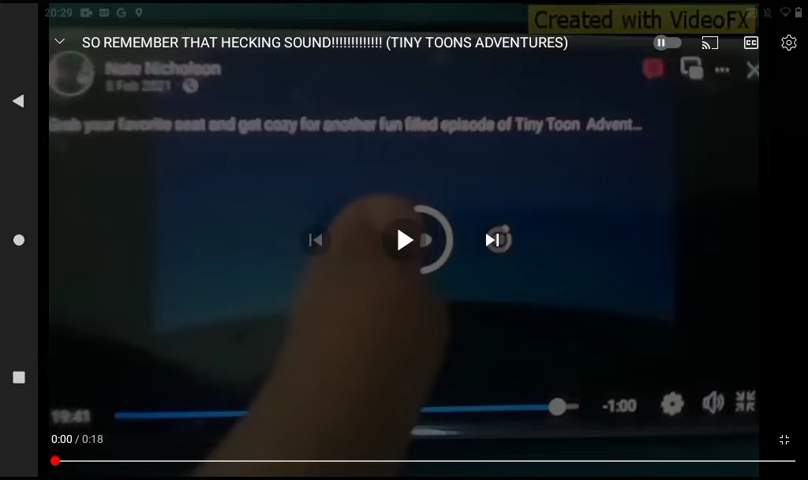 20:29
Created with VideoFX
SO REMEMBER THAT HECKING SOUND!!!!!!!!!!!!! (TINY TOONS ADVENTURES)
CC
Nate Nicholson
5 Feb 2021
Grab your favorite seat and get cozy for another fun filled episode of Tiny Toon Advent...
19:41
-1:00
0:00 / 0:18